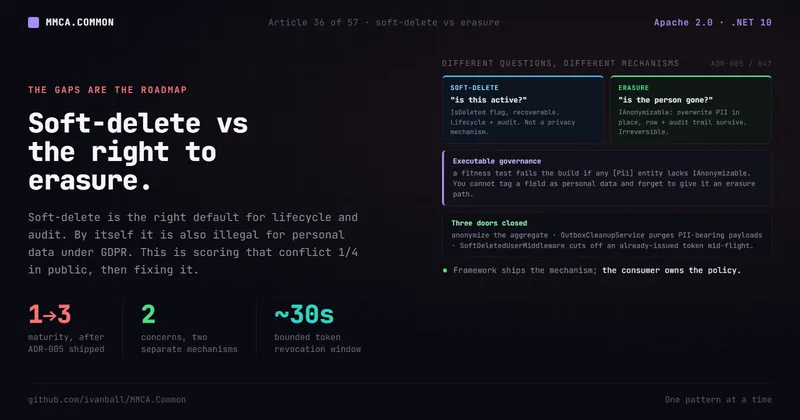 MMCA.COMMON
Article 36 of 57 · soft-delete vs erasure
Apache 2.0 · .NET 10
THE GAPS ARE THE ROADMAP
Soft-delete vs
the right to
erasure.
Soft-delete is the right default for lifecycle and
audit. By itself it is also illegal for personal
data under GDPR. This is scoring that conflict 1/4
in public, then fixing it.
1→3
maturity, after
ADR-005 shipped
2
concerns, two
separate mechanisms
~30s
bounded token
revocation window
DIFFERENT QUESTIONS, DIFFERENT MECHANISMS
ADR-005 / 047
SOFT-DELETE
"is this active?"
IsDeleted flag, recoverable.
Lifecycle + audit. Not a privacy
mechanism.
ERASURE
"is the person gone?"
IAnonymizable: overwrite PII in
place, row + audit trail survive.
Irreversible.
Executable governance
a fitness test fails the build if any [Pii] entity lacks IAnonymizable.
You cannot tag a field as personal data and forget to give it an erasure
path.
Three doors closed
anonymize the aggregate · OutboxCleanupService purges PII-bearing payloads
· SoftDeletedUserMiddleware cuts off an already-issued token mid-flight.
Framework ships the mechanism; the consumer owns the policy.
github.com/ivanball/MMCA.Common
One pattern at a time